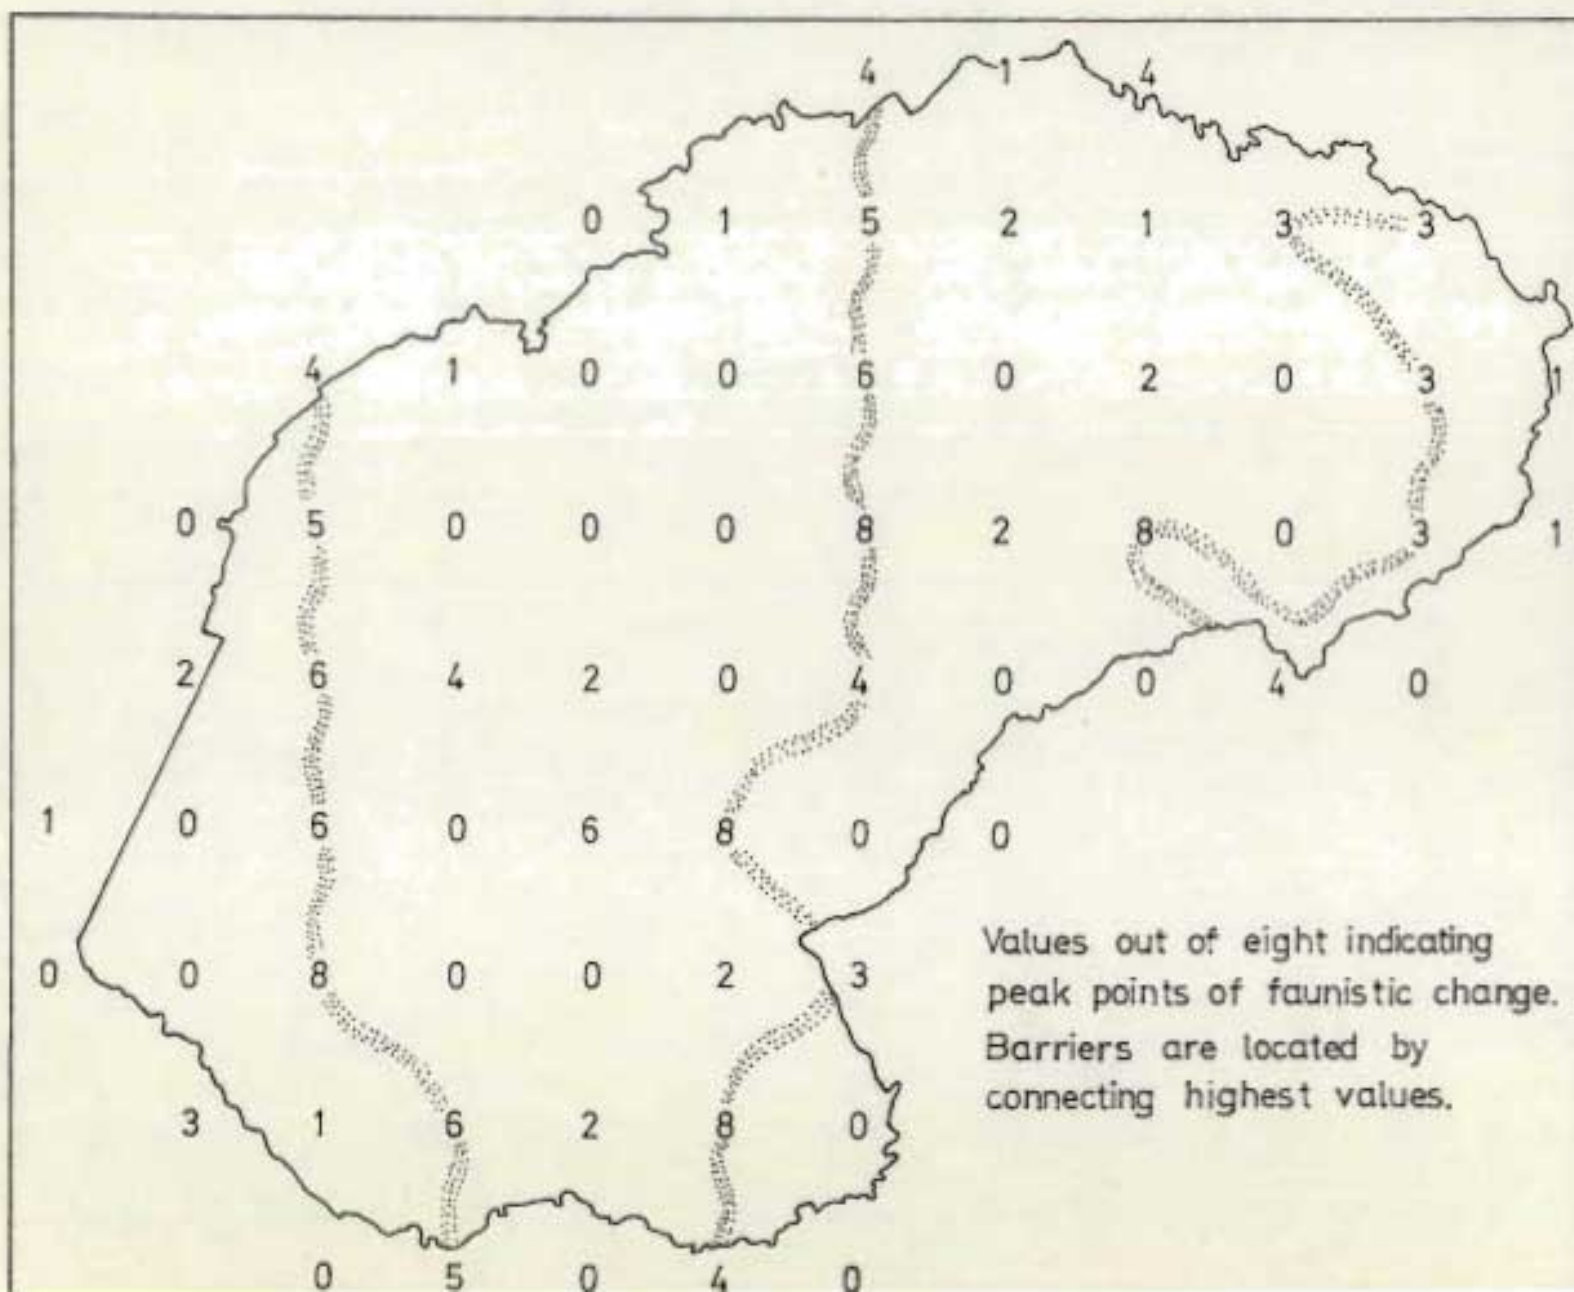 4 1 4
0 1 5 2 1 3 3
4 1 0 0 6 0 2 0 3 1
0 5 0 0 0 8 2 8 0 3 1
2 6 4 2 0 4 0 0 4 0
1 0 6 0 6 8 0 0
0 0 8 0 0 2 3
3 1 6 2 8 0
0 5 0 4 0
Values out of eight indicating
peak points of faunistic change.
Barriers are located by
connecting highest values.